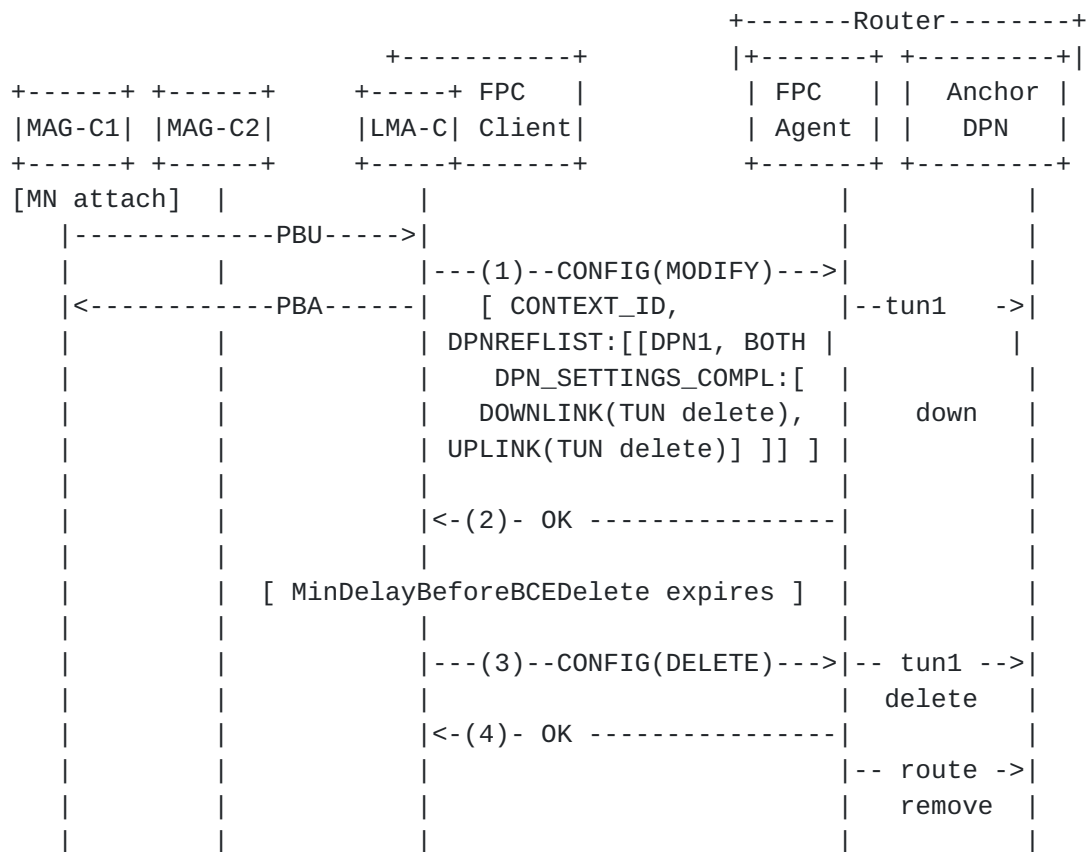 +-------Router--------+
+-----------+ |+-------+ +---------+|
+------+ +------+ +-----+ FPC | | FPC | | Anchor |
|MAG-C1| |MAG-C2| |LMA-C| Client| | Agent | | DPN |
+------+ +------+ +-----+-------+ +-------+ +---------+
[MN attach] | | | |
|-------------PBU----->| | |
| | |---(1)--CONFIG(MODIFY)--->| |
|<------------PBA------| [ CONTEXT_ID, |--tun1 ->|
| | | DPNREFLIST:[[DPN1, BOTH | |
| | | DPN_SETTINGS_COMPL:[ | |
| | | DOWNLINK(TUN delete), | down |
| | | UPLINK(TUN delete)] ]] ] | |
| | | | |
| | |<-(2)- OK ----------------| |
| | | | |
| | [ MinDelayBeforeBCEDelete expires ] | |
| | | | |
| | |---(3)--CONFIG(DELETE)--->|-- tun1 -->|
| | | | delete |
| | |<-(4)- OK ----------------| |
| | | |-- route ->|
| | | | remove |
| | | | |